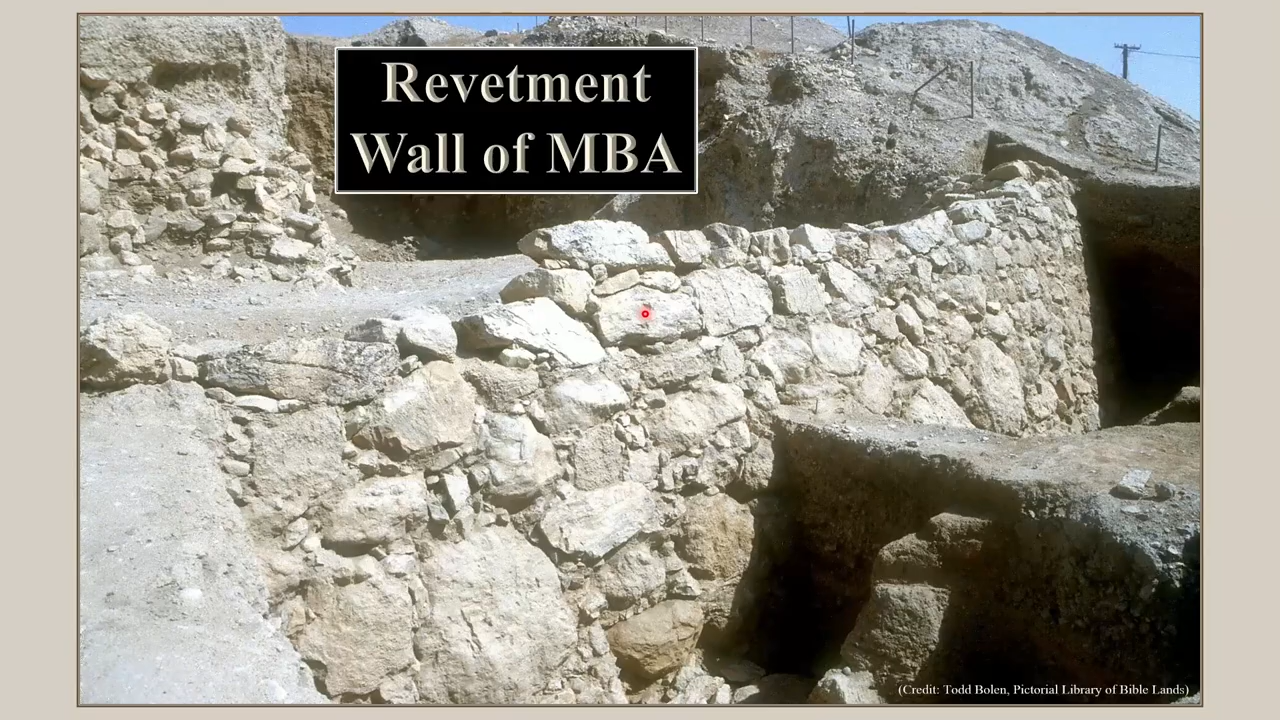 Revetment
Wall of MBA
(Credit: Todd Bolen, Pictorial Library of Bible Lands)